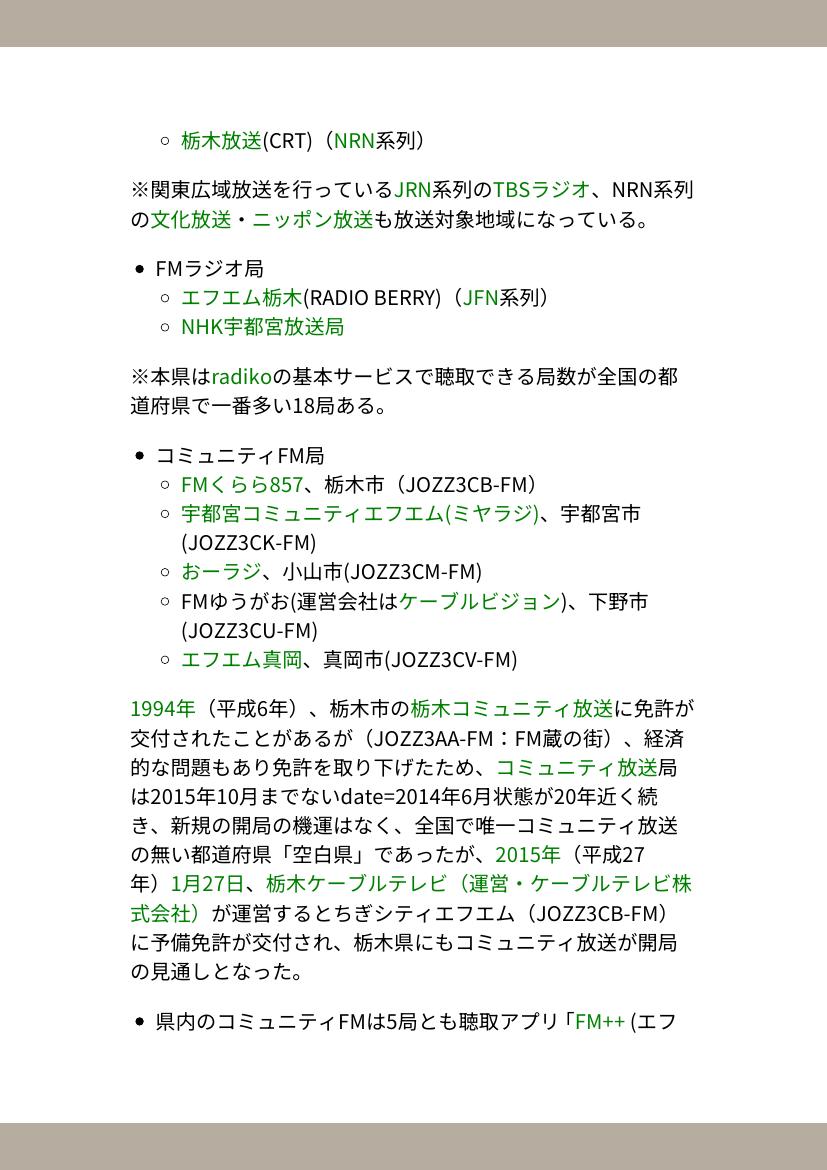 栃木放送(CRT)（NRN系列）
※関東広域放送を行っているJRN系列のTBSラジオ、NRN系列
の文化放送・ニッポン放送も放送対象地域になっている。
FMラジオ局
エフエム栃木(RADIO BERRY)（JFN系列）
NHK宇都宮放送局
※本県はradikoの基本サービスで聴取できる局数が全国の都
道府県で一番多い18局ある。
コミュニティFM局
FMくらら857、栃木市（JOZZ3CB-FM）
宇都宮コミュニティエフエム(ミヤラジ)、宇都宮市
(JOZZ3CK-FM)
おーラジ、小山市(JOZZ3CM-FM)
FMゆうがお(運営会社はケーブルビジョン)、下野市
(JOZZ3CU-FM)
エフエム真岡、真岡市(JOZZ3CV-FM)
1994年（平成6年）、栃木市の栃木コミュニティ放送に免許が
交付されたことがあるが（JOZZ3AA-FM：FM蔵の街）、経済
的な問題もあり免許を取り下げたため、コミュニティ放送局
は2015年10月までないdate=2014年6月状態が20年近く続
き、新規の開局の機運はなく、全国で唯一コミュニティ放送
の無い都道府県「空白県」であったが、2015年（平成27
年）1月27日、栃木ケーブルテレビ（運営・ケーブルテレビ株
式会社）が運営するとちぎシティエフエム（JOZZ3CB-FM）
に予備免許が交付され、栃木県にもコミュニティ放送が開局
の見通しとなった。
県内のコミュニティFMは5局とも聴取アプリ「FM++ (エフ